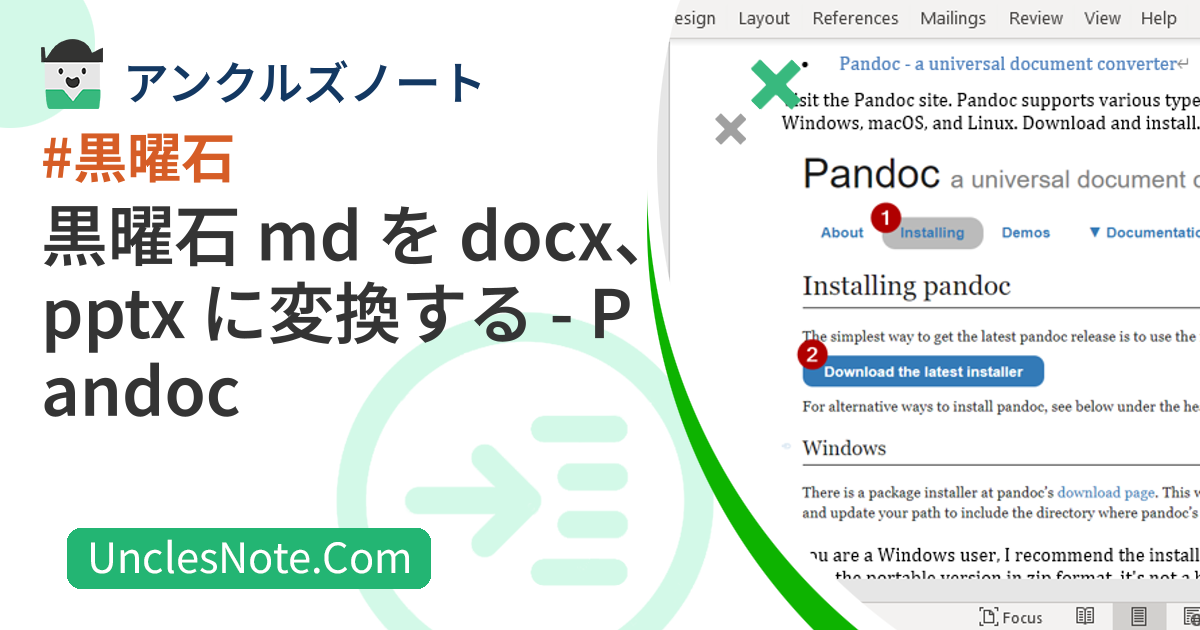 アンクルズノート
#黒曜石
黒曜石 md を docx、
pptx に変換する - P
andoc
UnclesNote.Com
esign Layout References Mailings Review View Help
Pandoc - a universal document converter↵
isit the Pandoc site. Pandoc supports various type
Windows, macOS, and Linux. Download and install.
Pandoc a universal document c
1
About Installing Demos ▼ Documentatio
Installing pandoc
The simplest way to get the latest pandoc release is to use the
2
Download the latest installer
For alternative ways to install pandoc, see below under the he
Windows
There is a package installer at pandoc's download page. This w
and update your path to include the directory where pandoc's
ou are a Windows user, I recommend the install
the portable version in zip format, it's not a
Focus